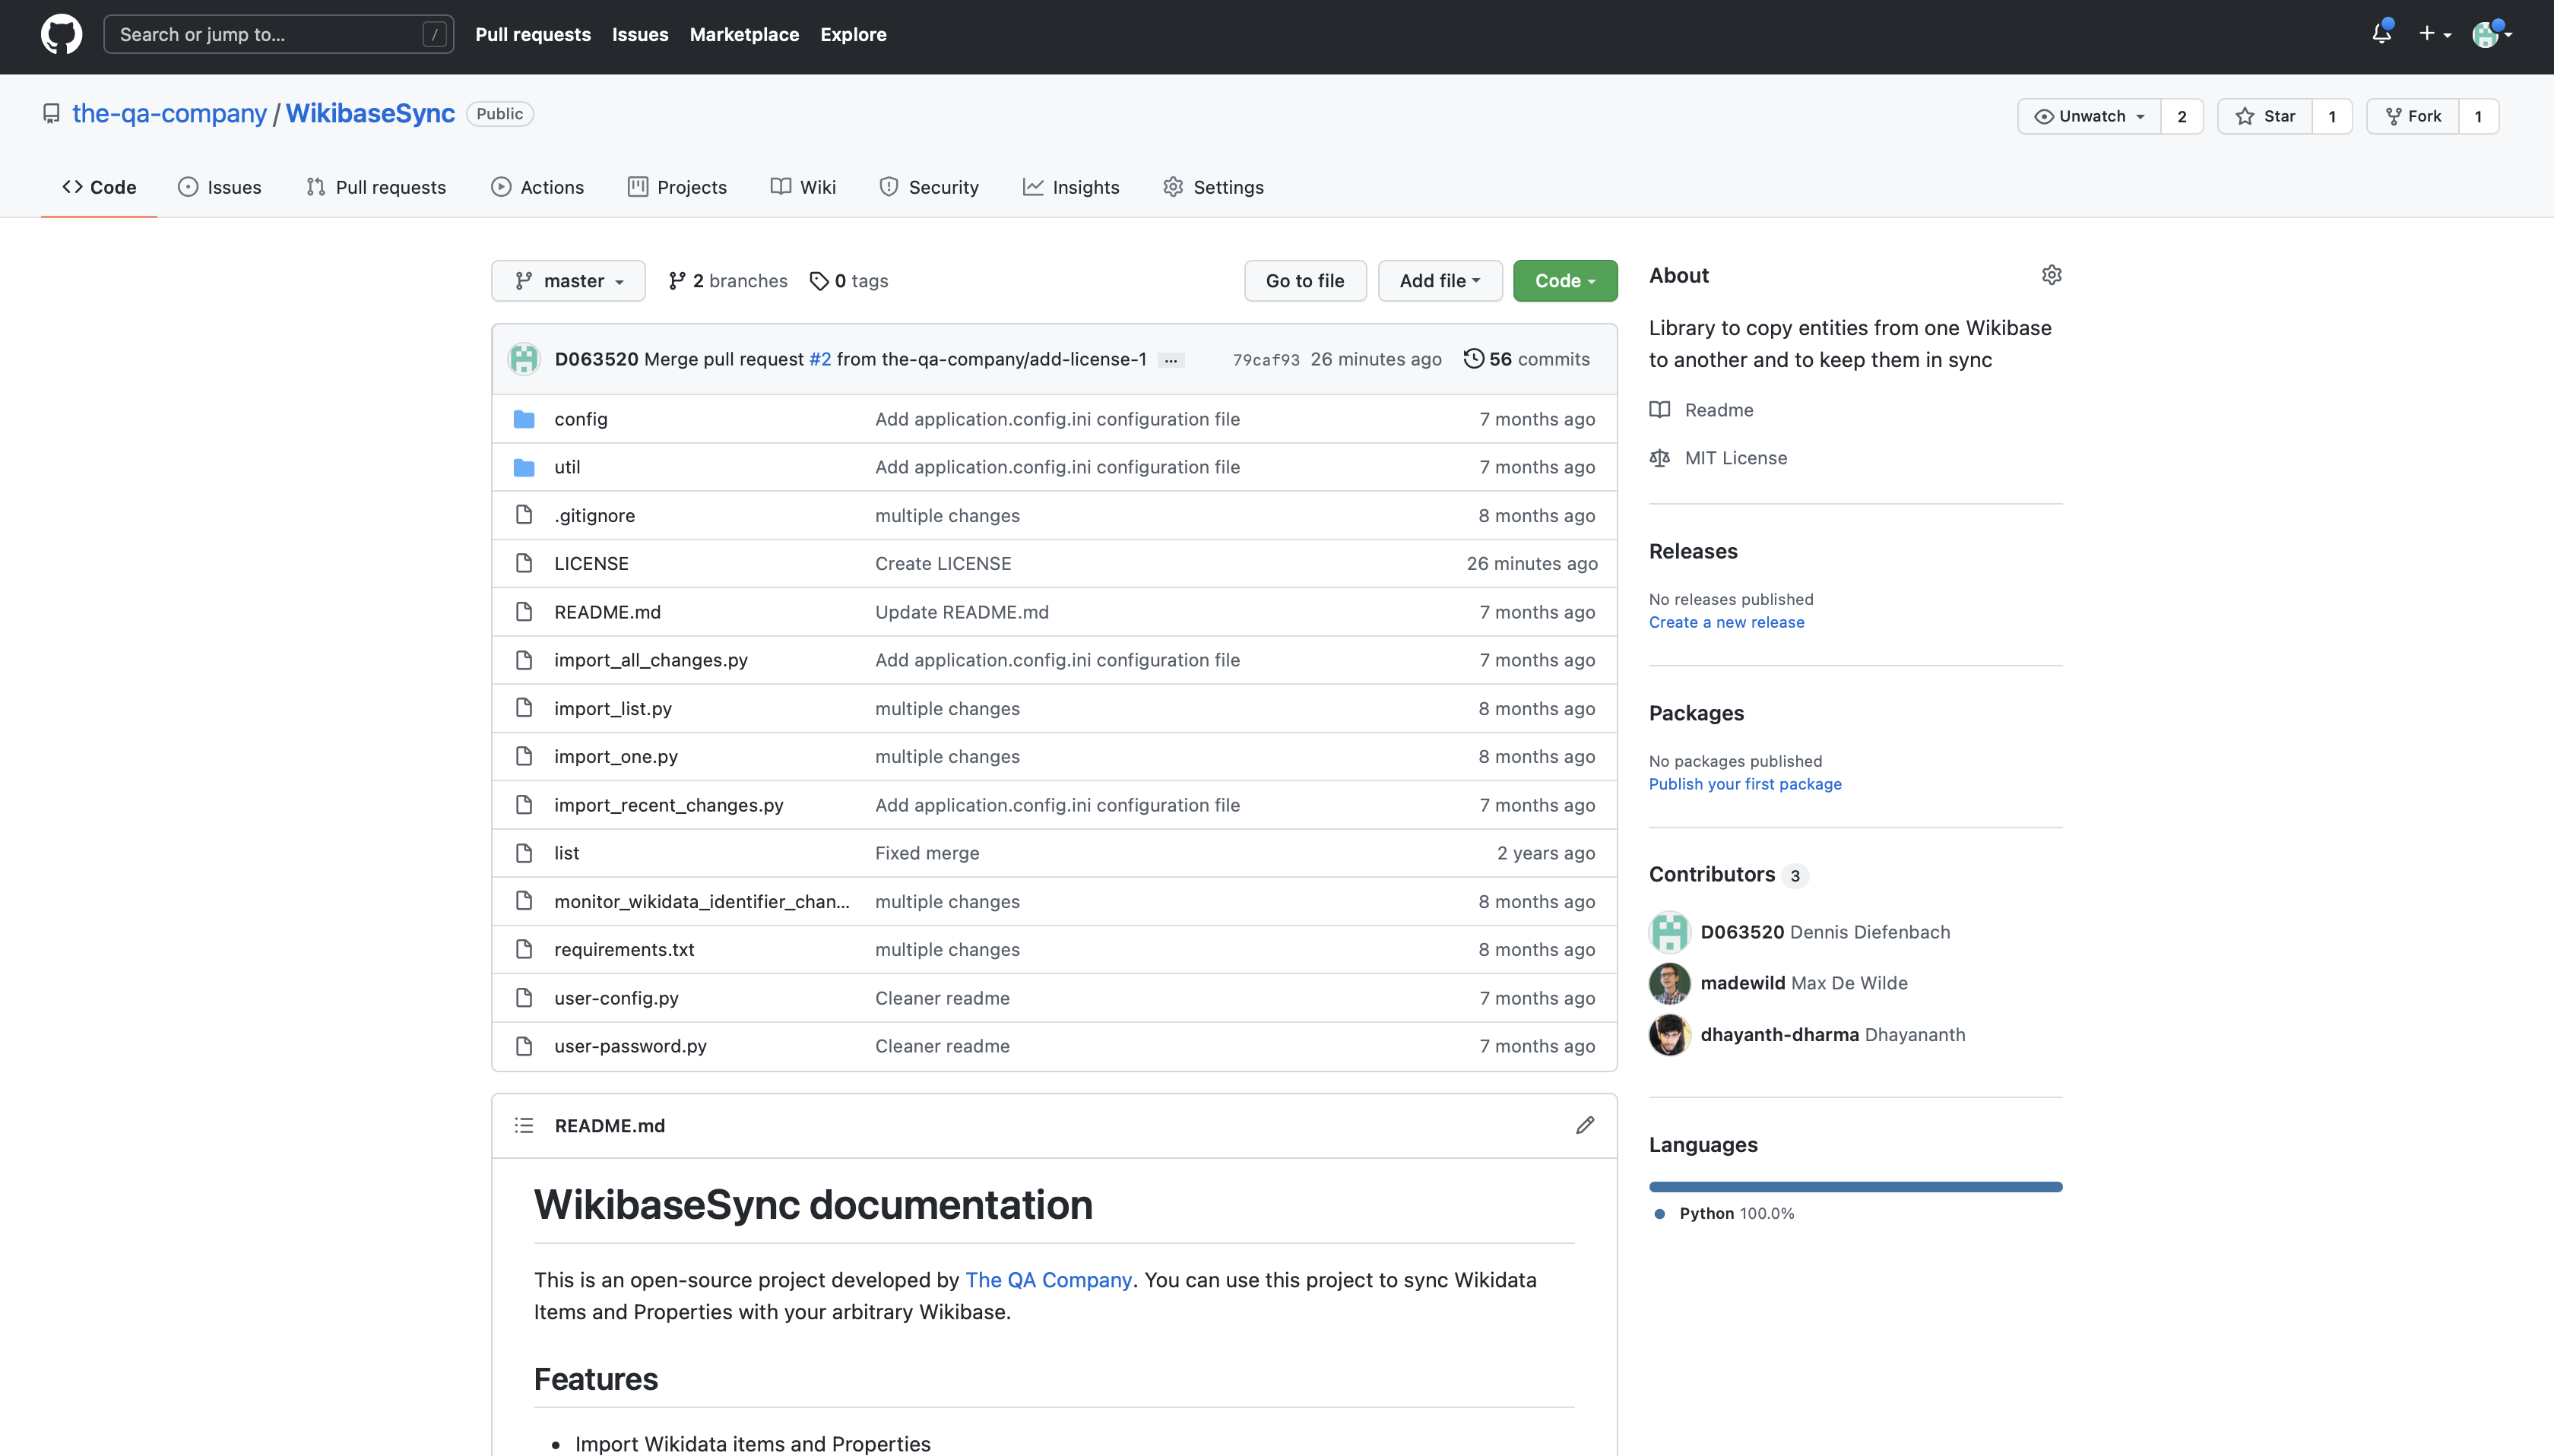 Search or jump to... /
Pull requests Issues Marketplace Explore
the-qa-company / WikibaseSync Public
Unwatch 2 Star 1 Fork 1
Code Issues Pull requests Actions Projects Wiki Security Insights Settings
master 2 branches 0 tags Go to file Add file Code
D063520 Merge pull request #2 from the-qa-company/add-license-1 ... 79caf93 26 minutes ago 56 commits
config Add application.config.ini configuration file 7 months ago
util Add application.config.ini configuration file 7 months ago
.gitignore multiple changes 8 months ago
LICENSE Create LICENSE 26 minutes ago
README.md Update README.md 7 months ago
import_all_changes.py Add application.config.ini configuration file 7 months ago
import_list.py multiple changes 8 months ago
import_one.py multiple changes 8 months ago
import_recent_changes.py Add application.config.ini configuration file 7 months ago
list Fixed merge 2 years ago
monitor_wikidata_identifier_chan... multiple changes 8 months ago
requirements.txt multiple changes 8 months ago
user-config.py Cleaner readme 7 months ago
user-password.py Cleaner readme 7 months ago
README.md
WikibaseSync documentation
This is an open-source project developed by The QA Company. You can use this project to sync Wikidata
Items and Properties with your arbitrary Wikibase.
Features
• Import Wikidata items and Properties
About
Library to copy entities from one Wikibase
to another and to keep them in sync
Readme
MIT License
Releases
No releases published
Create a new release
Packages
No packages published
Publish your first package
Contributors 3
D063520 Dennis Diefenbach
madewild Max De Wilde
dhayanth-dharma Dhayananth
Languages
Python 100.0%